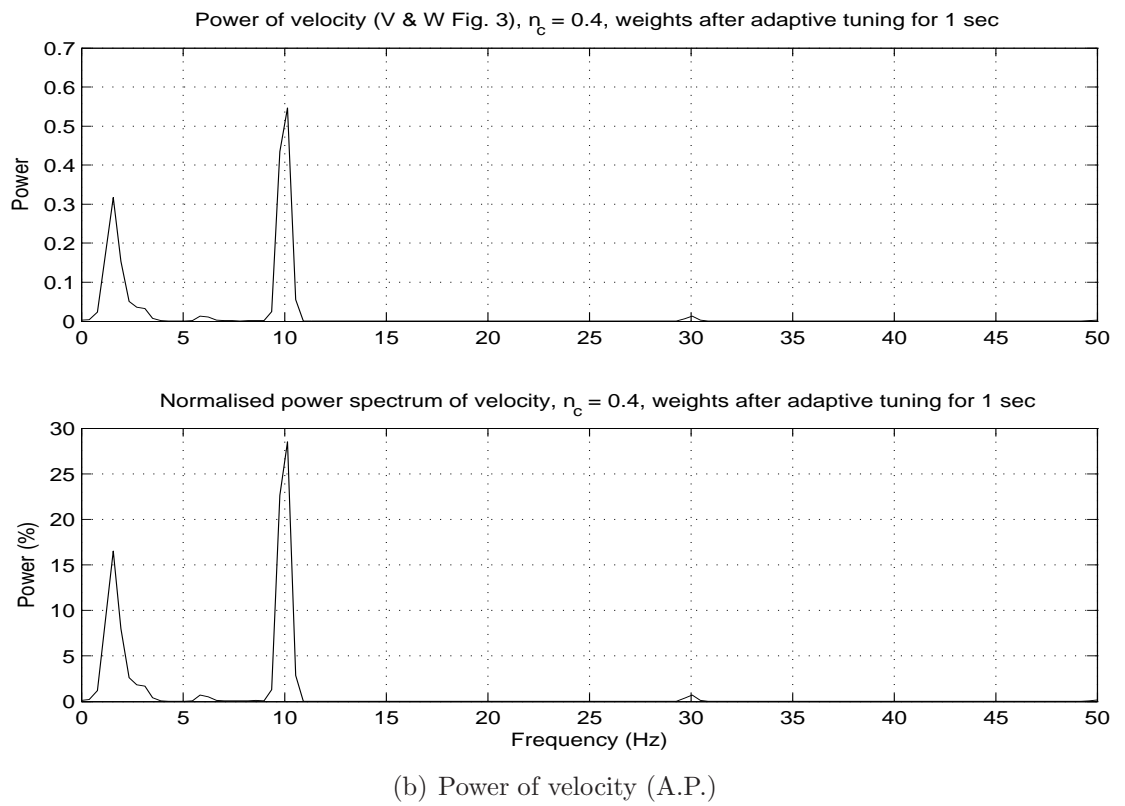 Power of velocity (V & W Fig. 3), n_c = 0.4, weights after adaptive tuning for 1 sec
0.7
0.6
0.5
0.4
0.3
0.2
0.1
0
Power
0 5 10 15 20 25 30 35 40 45 50
Normalised power spectrum of velocity, n_c = 0.4, weights after adaptive tuning for 1 sec
30
25
20
15
10
5
0
Power (%)
0 5 10 15 20 25 30 35 40 45 50
Frequency (Hz)
(b) Power of velocity (A.P.)